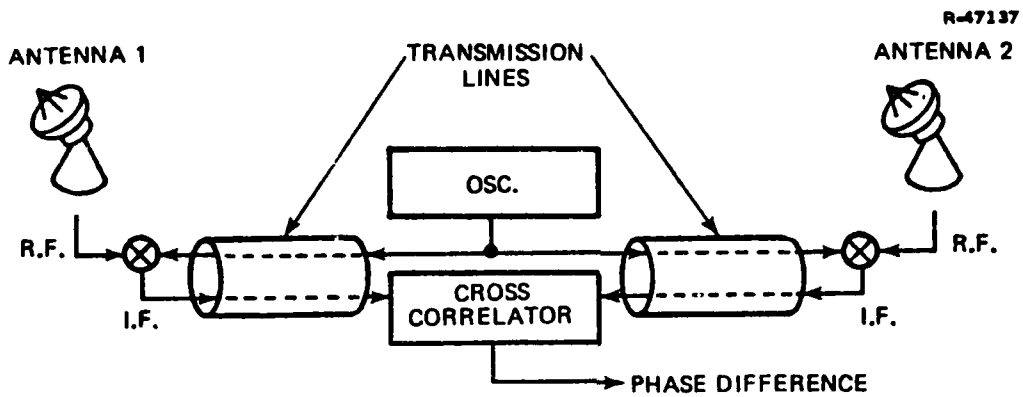 R-47137
ANTENNA 1
TRANSMISSION
LINES
ANTENNA 2
OSC.
R.F.
R.F.
I.F.
CROSS
CORRELATOR
I.F.
PHASE DIFFERENCE